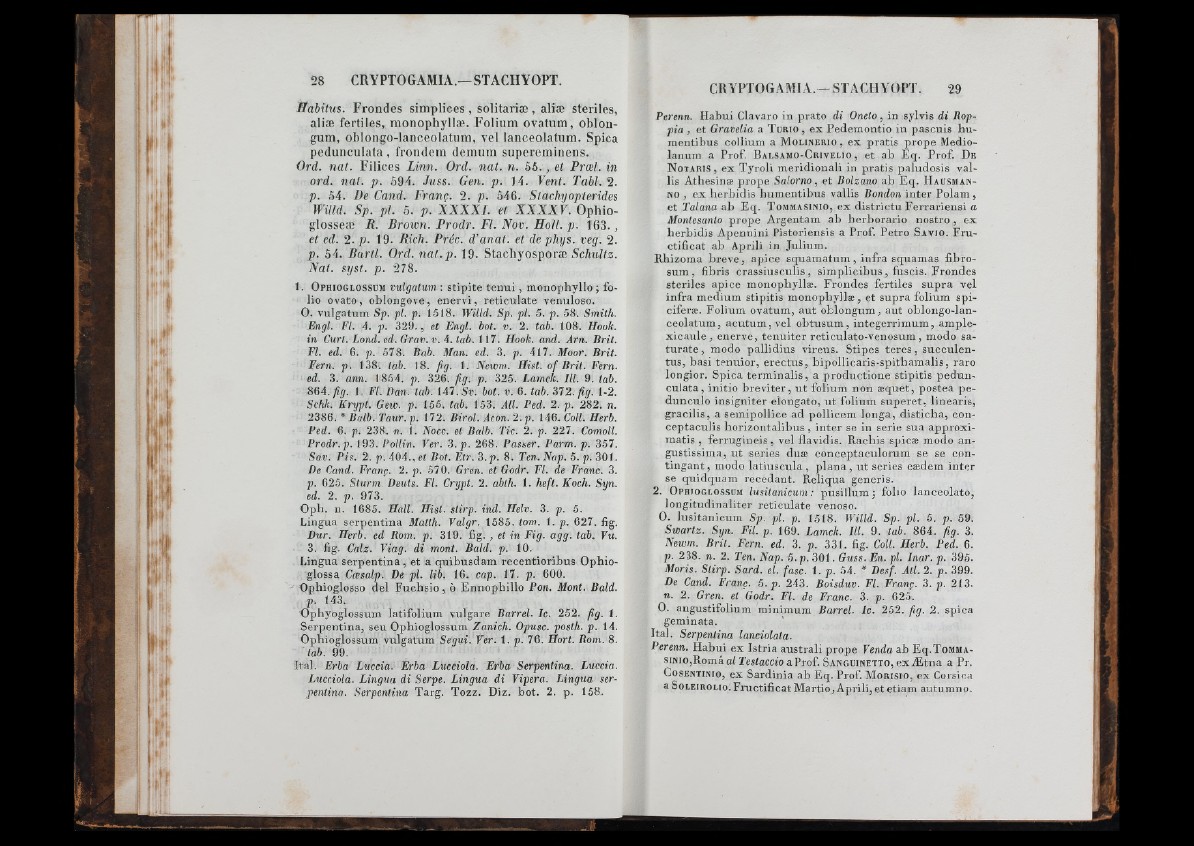 28 CRYPTOGAMIA.—STACHYOPT.
Habitus. Frondes simplices, solitariæ, aliæ steriles,
aliæ fertiles, monophyllæ. Folium ovatum, oblon-
gum, oblongo-lanceolatum, vel lanceolatum. Spica
pedunculata, frondem demum supereminens.
Ord. nat. Filices Linn. Ord. nat. n. 55., et Præl. in
ord. nat. p. 594. Juss. Gen. p. 14. Vent. Tabl. 2.
p. 54. De Cand. Franç. 2. p. 546. Stachyopterides
Willd. Sp. pl. 5. p. XXXXI. et XXXXV. Ophio-
glosseæ R. Brown. Prodr. Fl. Nov. Holl. p. 163.,
et ed. 2. p. 19. Rich. Préc. d'anat. et de phys. veg. 2.
p. 54. Bartl. Ord. nat. p. 19. Stachyosporæ Schultz.
Nat. syst. p. 278.
1. Ophioglossum vulgatum: stipite tenui, monophyllo; fo-
lio ovato, oblongove, enervi, reticulate venuloso.
O. vulgatum Sp. pl. p. 1518. Willd. Sp. pl. 5. p. 58. Smith.
Engl. Fl. 4. p. 329., et Engl. bot. v. 2. tab. 108. Hook.
in Curt. Lond. ed. Grav. v. 4. tab. 117. Hook. and. Arn. Brit.
Fl. ed. 6. p. 578. Bab. Man. ed. 3. p. 417. Moor. Brit.
Fern. p. 138. tab. 18. fig. 1. Newm. Hist. of Brit. Fern.
ed. 3. ann. 1854. p. 326. fig. p. 325. Lamck. Ill. 9. tab.
864. fig. 1. Fl. Dan. tab. 147. Sv. bot. v. 6. tab. 372. fig. 1-2.
Schk. Krypt. Gew. p. 155. tab. 153. All. Ped. 2. p. 282. n.
2386. * Balb. Taur. p. 172. Birol. Acon. 2. p. 146. Coll. Herb.
Ped. 6. p. 238. n. 1. Nocc. et Balb. Tic. 2. p. 227. Comoll.
Prodr. p. 193. Pollin. Ver. 3. p. 268. Passer. Parm. p. 357.
Sav. Pis. 2. p. 404., et Bot. Etr. 3. p. 8. Ten. Nap. 5. p. 301.
De Cand. Franç. 2. p. 570. Gren. et Godr. Fl. de Franc. 3.
p. 625. Sturm Deuts. Fl. Crypt. 2. abth. 1. heft. Koch. Syn.
ed. 2. p. 973.
Oph. n. 1685. Hall. Hist. stirp. ind. Helv. 3. p. 5.
Lingua serpentina Matth. Valgr. 1585. tom. 1. p. 627. fig.
Dur. Herb. ed Rom. p. 319. fig., et in Fig. agg. tab. Vu.
3. fig. Calz. Viag. di mont. Bald. p. 10.
Lingua serpentina, et a quibusdam recentioribus Ophio-
glossa Cæsalp. De pl. lib. 16. cap. 17. p. 600.
Ophioglosso del Fuchsio, ò Ennophillo Pon. Mont. Bald.
p. 143.
Ophyoglossum latifolium vulgare Barrel. Ic. 252. fig. 1.
Serpentina, seu Ophioglossum Zanich. Opusc. posth. p. 14.
Ophioglossum vulgatum Segui. Ver. 1. p. 76. Hort. Rom. 8.
tab. 99.
Ital. Erba Luccia. Erba Lucciola. Erba Serpentina. Luccia.
Lucciola. Lingua di Serpe. Lingua di Vipera. Lingua ser-
pentina. Serpentina Targ. Tozz. Diz. bot. 2. p. 158.
CRYPTOGAMIA.—STACHYOPT. 29
Perenn. Habui Clavaro in prato di Oneto, in sylvis di Rop-
pia, et Gravelia a Turio, ex Pedemontio in pascuis hu-
mentibus collium a Molinerio, ex pratis prope Medio-
lanum a Prof. Balsamo-Crivelio, et ab Eq. Prof. De
Notaris, ex Tyroli meridionali in pratis paludosis val-
lis Athesinæ prope Salorno, et Bolzano ab Eq. Hausman-
no, ex herbidis humentibus vallis Bondon inter Polam,
et Talana ab Eq. Tommasinio, ex districtu Ferrariensi a
Montesanto prope Argentam ab herborario nostro, ex
herbidis Apennini Pistoriensis a Prof. Petro Savio. Fru-
ctificat ab Aprili in Julium.
Rhizoma breve, apice squamatum, infra squamas fibro-
sum, fibris crassiusculis, simplicibus, fuscis. Frondes
steriles apice monophyllæ. Frondes fertiles supra vel
infra medium stipitis monophyllæ, et supra folium spi-
ciferæ. Folium ovatum, aut oblongum, aut oblongo-lan-
ceolatum, acutum, vel obtusum, integerrimum, ample-
xicaule, enerve, tenuiter reticulato-venosum, modo sa-
turate, modo pallidius virens. Stipes teres, succulen-
tus, basi tenuior, erectus, bipollicaris-spithamalis, raro
longior. Spica terminalis, a productione stipitis pedun-
culata, initio breviter, ut folium non æquet, postea pe-
dunculo insigniter elongato, ut folium superet, linearis,
gracilis, a semipollice ad pollicem longa, disticha, con-
ceptaculis horizontalibus, inter se in serie sua approxi-
matis, ferrugineis, vel flavidis. Rachis spicæ modo an-
gustissima, ut series duæ conceptaculorum se se con-
tingant, modo latiuscula, plana, ut series eædem inter
se quidquam recedant. Reliqua generis.
2. Ophioglossum lusitanicum: pusillum; folio lanceolato,
longitudinaliter reticulate venoso.
O. lusitanicum Sp. pl. p. 1518. Willd. Sp. pl. 5. p. 59.
Swartz. Syn. Fil. p. 169. Lamck. Ill. 9. tab. 864. fig. 3.
Newm. Brit. Fern. ed. 3. p. 331. fig. Coll. Herb. Ped. 6.
p. 238. n. 2. Ten. Nap. 5. p. 301. Guss. En. pl. Inar. p. 395.
Moris. Stirp. Sard. el. fasc. 1. p. 54. * Desf. Atl. 2. p. 399.
De Cand. Franç. 5. p. 243. Boisduv. Fl. Franç. 3. p. 213.
n. 2. Gren. et Godr. Fl. de Franc. 3. p. 625.
O. angustifolium minimum Barrel. Ic. 252. fig. 2. spica
geminata.
Ital. Serpentina lanciolata.
Perenn. Habui ex Istria australi prope Venda ab Eq. Tomma-
sinio, Româ al Testaccio a Prof. Sanguinetto, ex Ætna a Pr.
Cosentinio, ex Sardinia ab Eq. Prof. Morisio, ex Corsica
a Soleirolio. Fructificat Martio, Aprili, et etiam autumno.